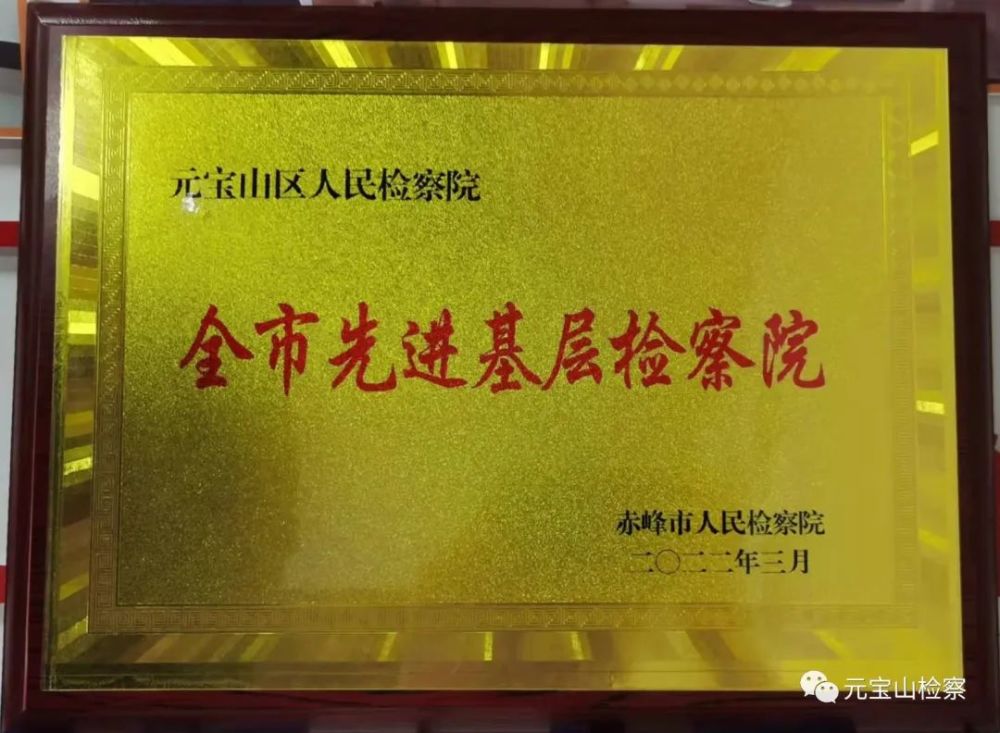 元宝山区人民检察院
全市先进基层检察院
赤峰市人民检察院
二〇二二年三月
元宝山检察